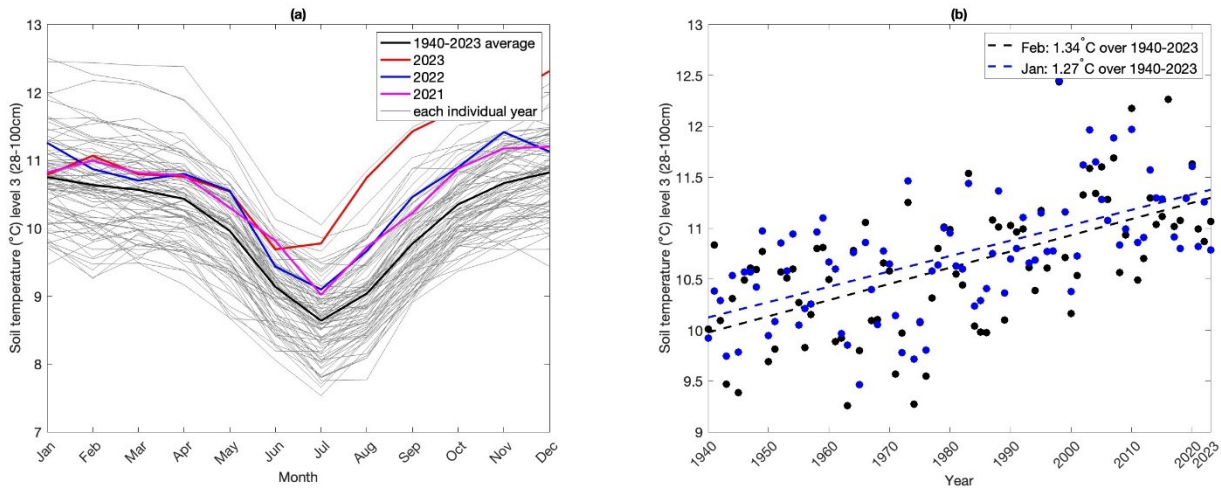 (a)
13
12
11
10
9
8
7
Soil temperature (°C) level 3 (28-100cm)
1940-2023 average
2023
2022
2021
each individual year
Jan
Feb
Mar
Apr
May
Jun
Jul
Aug
Sep
Oct
Nov
Dec
Month
(b)
13
12.5
12
11.5
11
10.5
10
9.5
9
Soil temperature (°C) level 3 (28-100cm)
Feb: 1.34°C over 1940-2023
Jan: 1.27°C over 1940-2023
1940
1950
1960
1970
1980
1990
2000
2010
2020
2023
Year